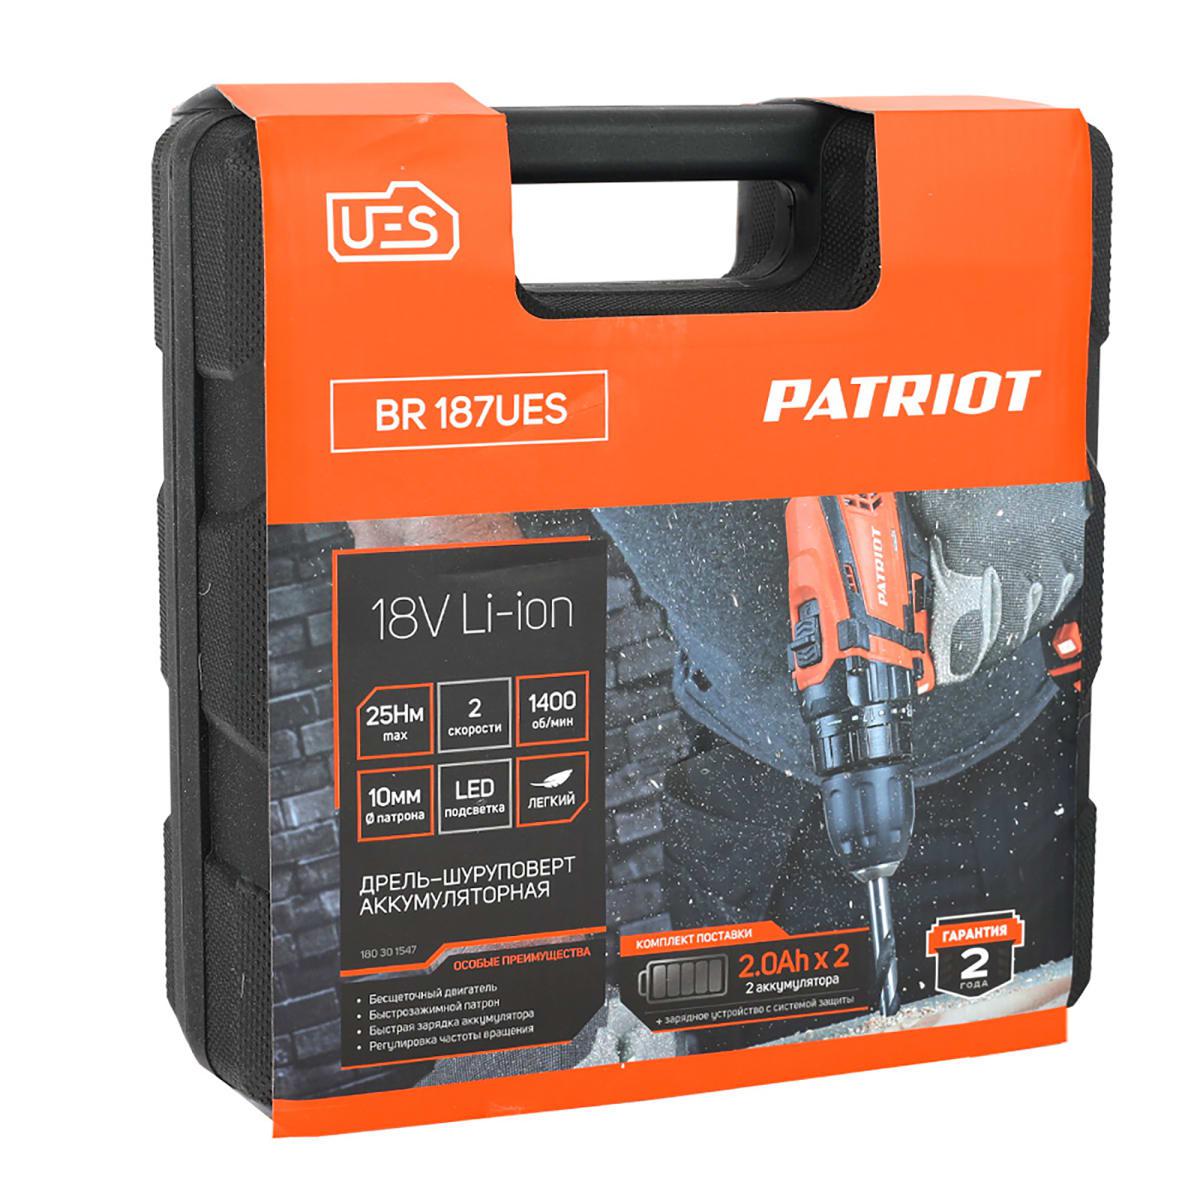 UES
BR 187UES
PATRIOT
PATRIOT
18V Li-ion
25Нм
max
2
скорости
1400
об/мин
10мм
Ø патрона
LED
подсветка
ЛЕГКИЙ
ДРЕЛЬ-ШУРУПОВЕРТ
АККУМУЛЯТОРНАЯ
180 30 1547
ОСОБЫЕ ПРЕИМУЩЕСТВА
• Бесщеточный двигатель
• Быстрозажимной патрон
• Быстрая зарядка аккумулятора
• Регулировка частоты вращения
КОМПЛЕКТ ПОСТАВКИ
2.0Ah x 2
2 аккумулятора
+ зарядное устройство с системой защиты
ГАРАНТИЯ
2
ГОДА